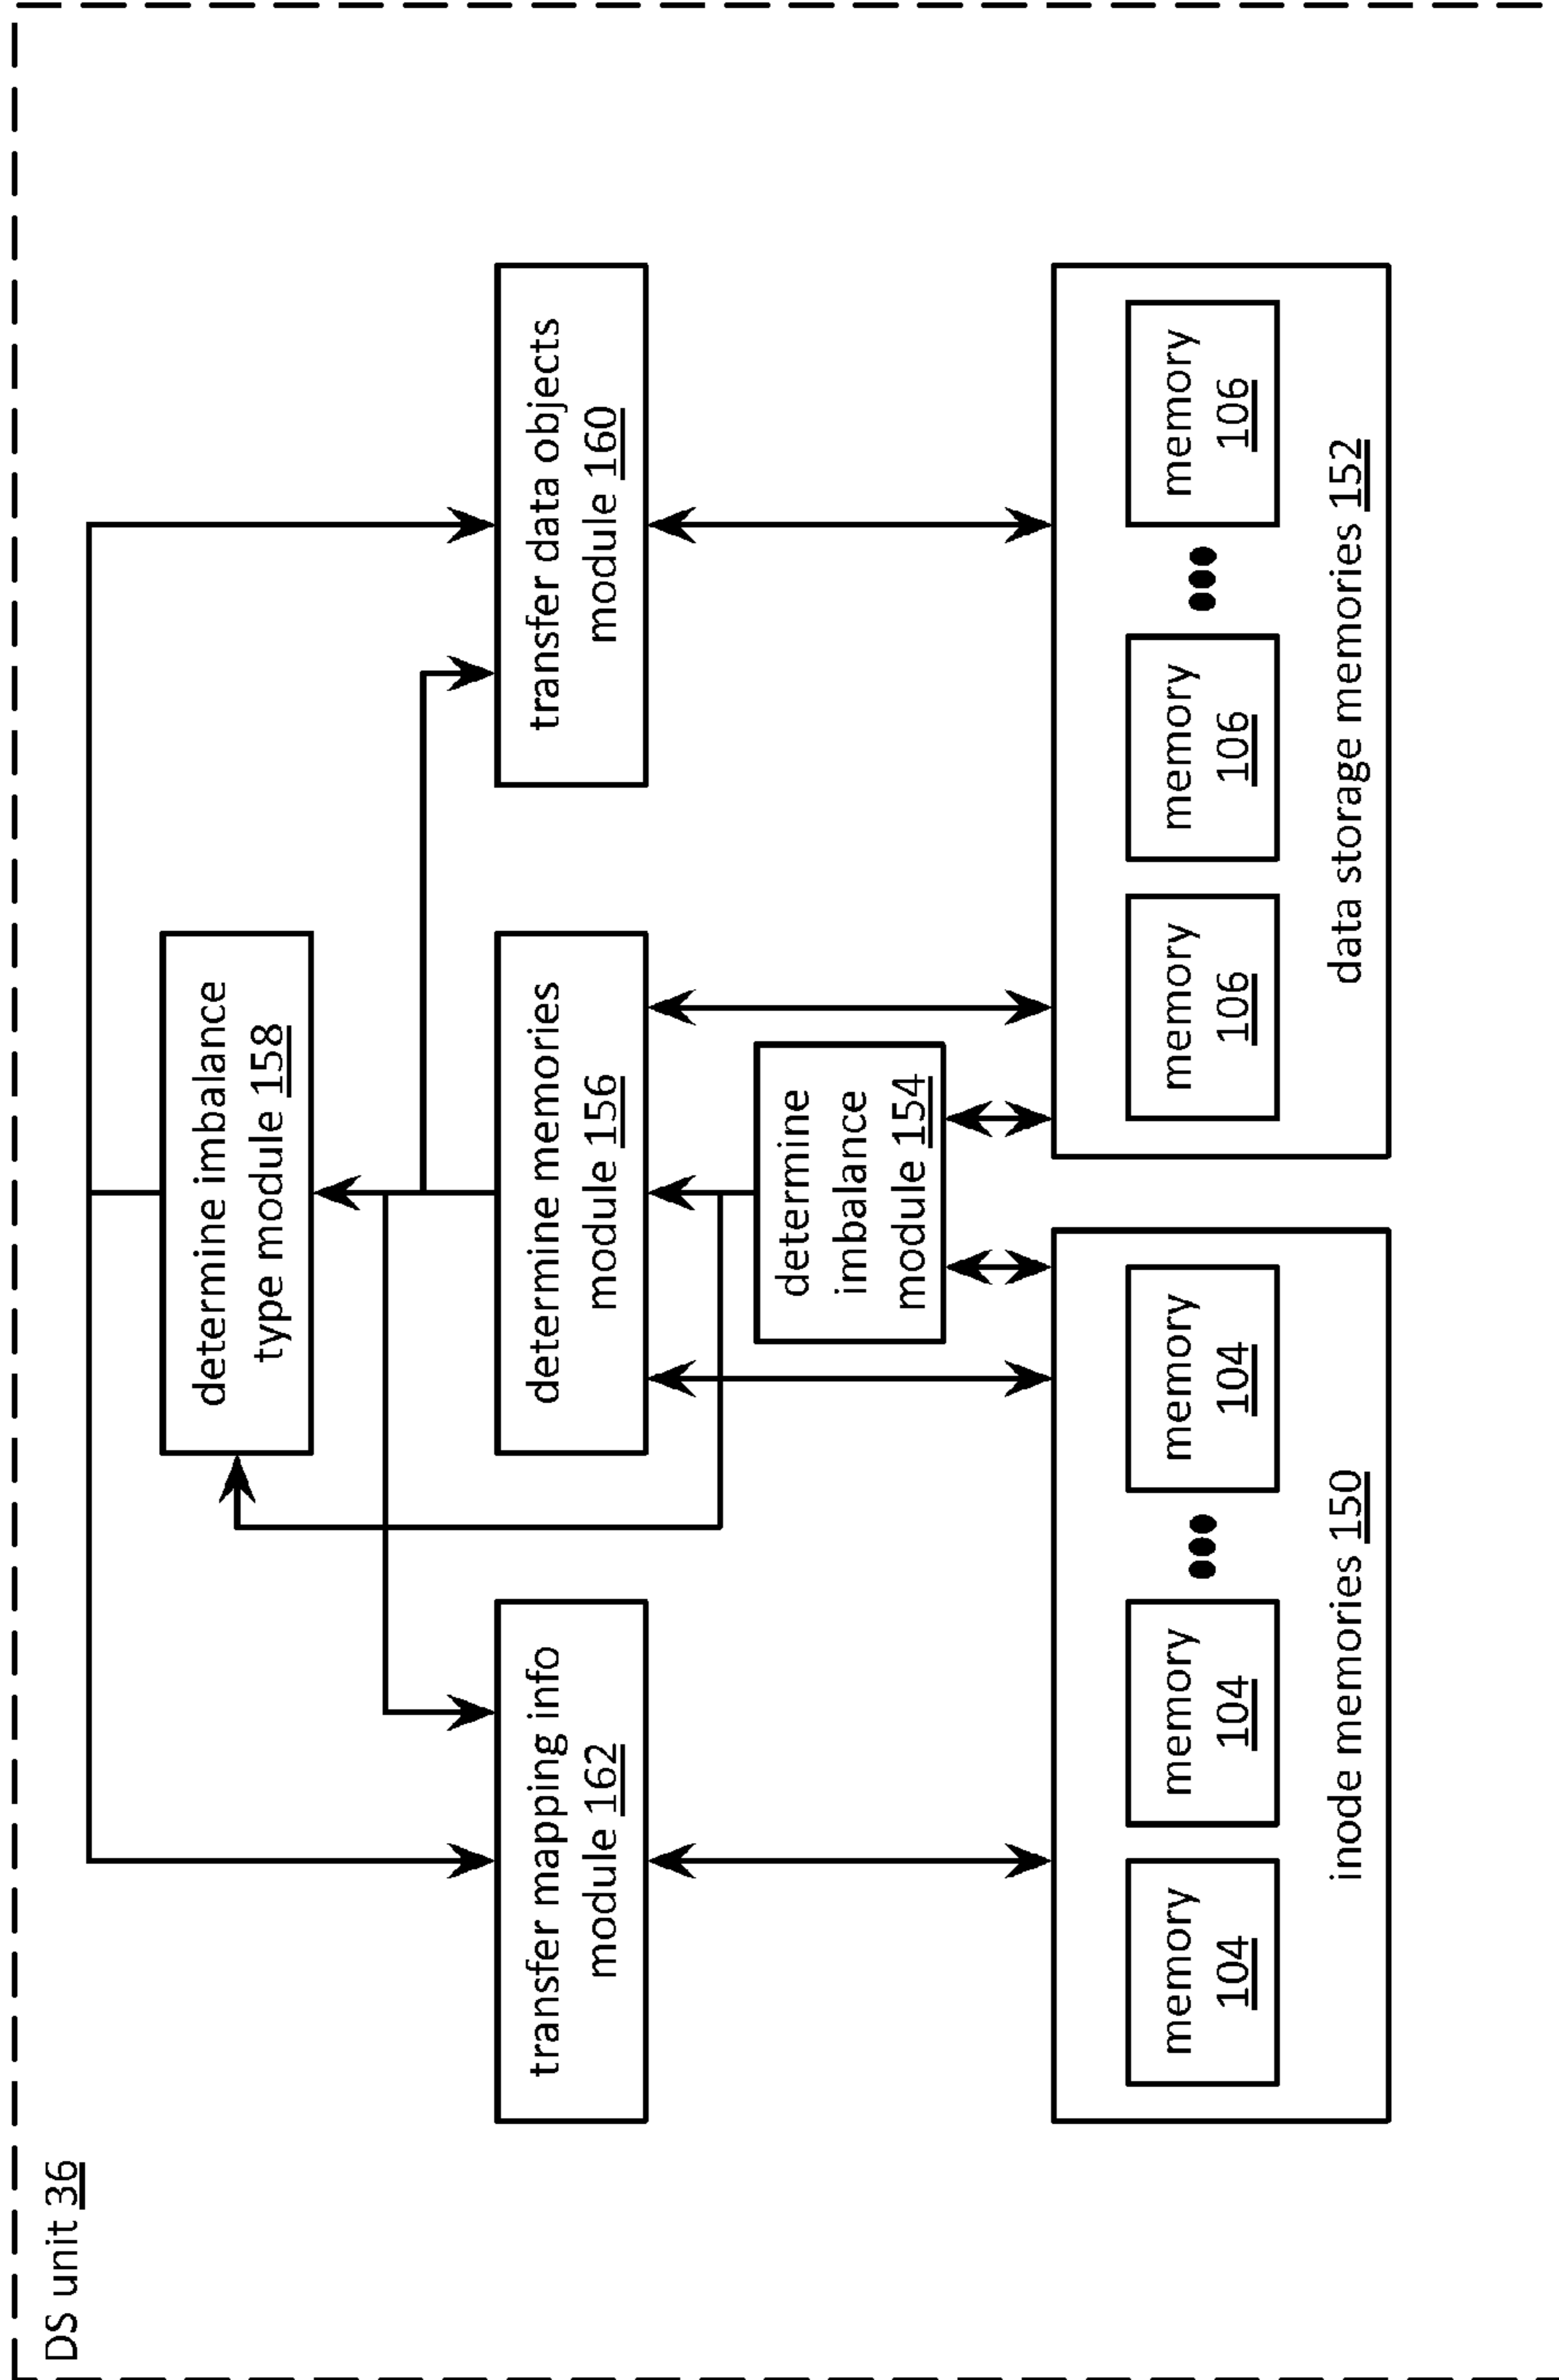 DS unit 36
determine imbalance
type module 158
transfer mapping info
module 162
determine memories
module 156
transfer data objects
module 160
determine
imbalance
module 154
memory
104
memory
104
memory
104
inode memories 150
memory
106
memory
106
memory
106
data storage memories 152